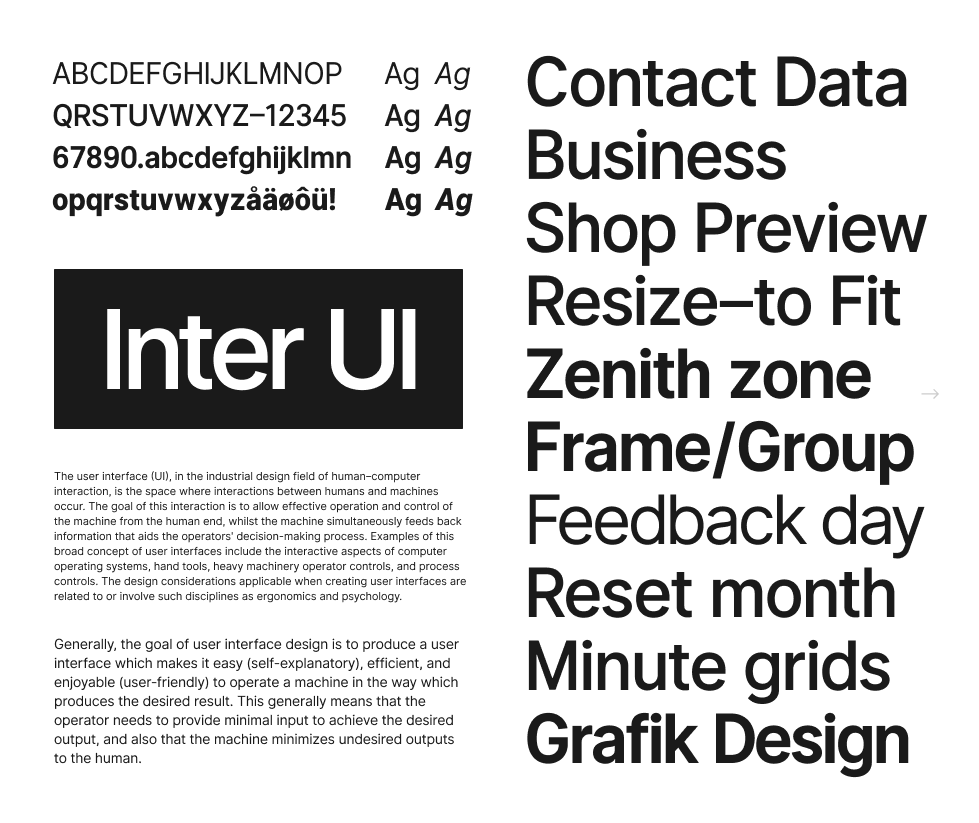 ABCDEFGHIJKLMNOP Ag Ag
QRSTUVWXYZ–12345 Ag Ag
67890.abcdefghijklmn Ag Ag
opqrstuvwxyzåäøôü! Ag Ag
Inter UI
The user interface (UI), in the industrial design field of human–computer
interaction, is the space where interactions between humans and machines
occur. The goal of this interaction is to allow effective operation and control of
the machine from the human end, whilst the machine simultaneously feeds back
information that aids the operators' decision-making process. Examples of this
broad concept of user interfaces include the interactive aspects of computer
operating systems, hand tools, heavy machinery operator controls, and process
controls. The design considerations applicable when creating user interfaces are
related to or involve such disciplines as ergonomics and psychology.
Generally, the goal of user interface design is to produce a user
interface which makes it easy (self-explanatory), efficient, and
enjoyable (user-friendly) to operate a machine in the way which
produces the desired result. This generally means that the
operator needs to provide minimal input to achieve the desired
output, and also that the machine minimizes undesired outputs
to the human.
Contact Data
Business
Shop Preview
Resize–to Fit
Zenith zone
Frame/Group
Feedback day
Reset month
Minute grids
Grafik Design
→